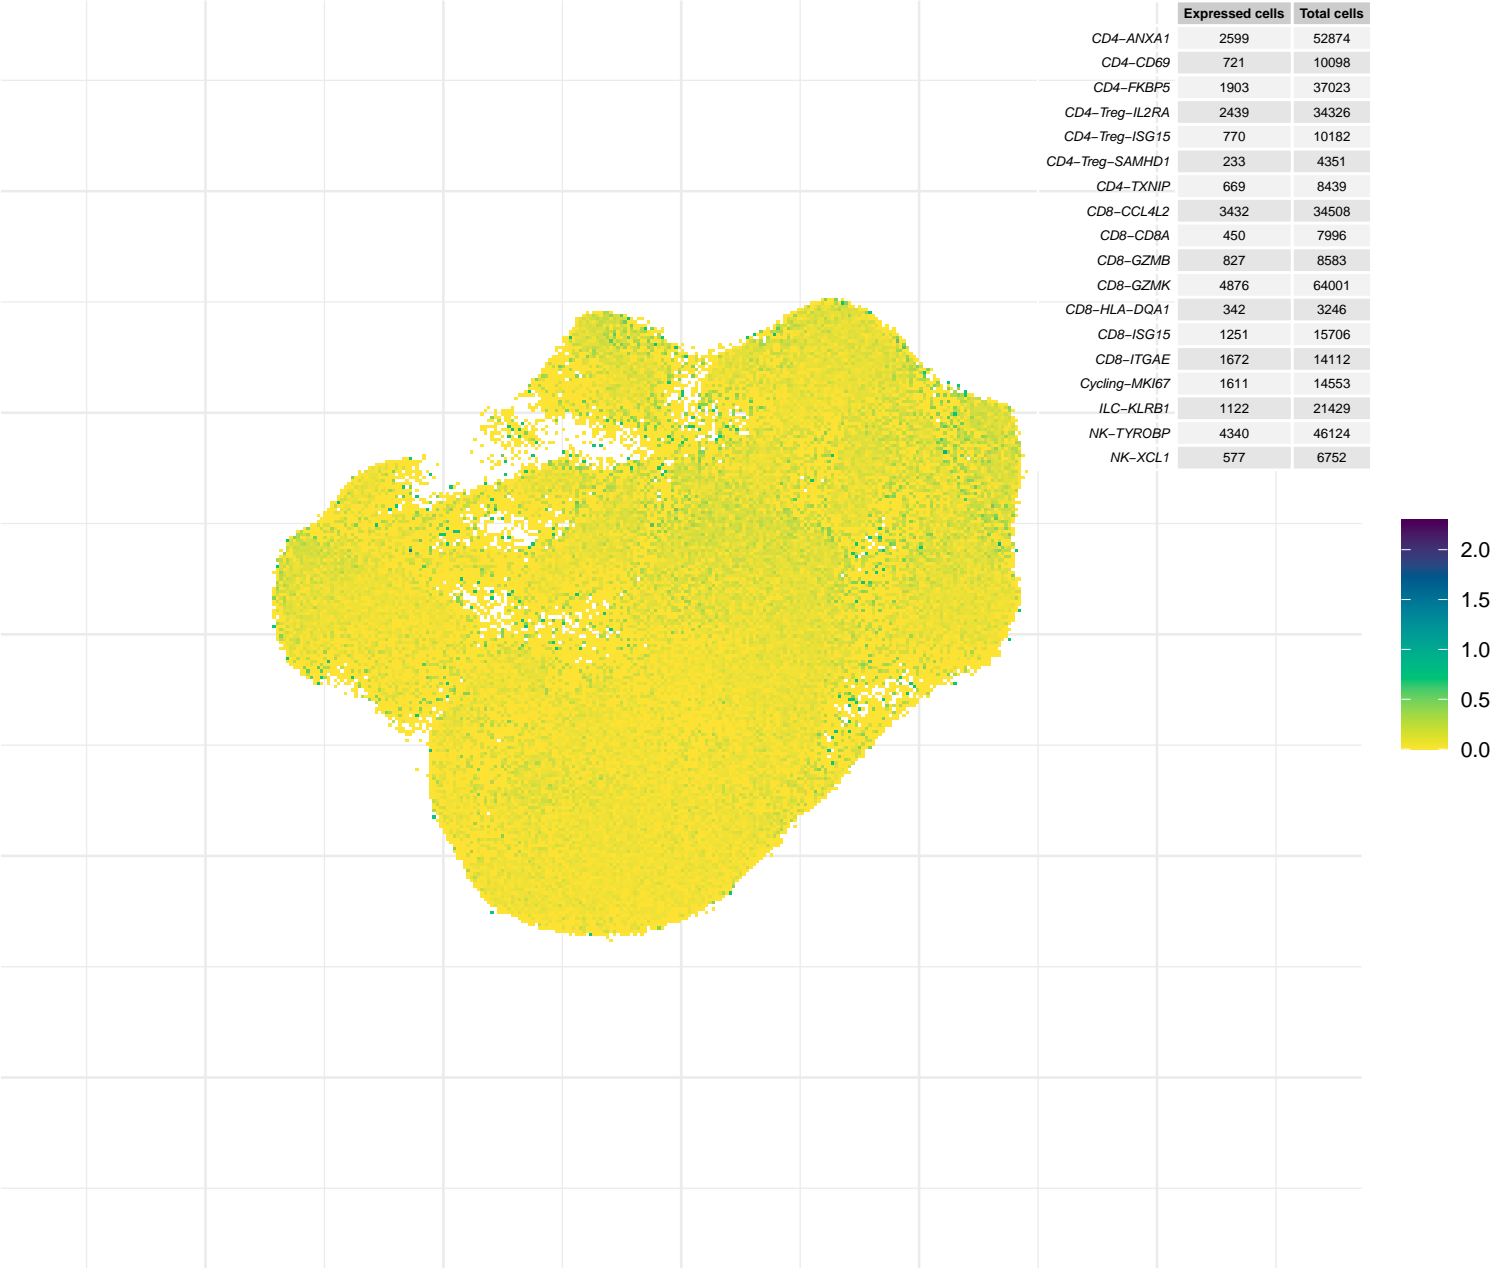 Expressed cells Total cells
CD4−ANXA1 2599 52874
CD4−CD69 721 10098
CD4−FKBP5 1903 37023
CD4−Treg−IL2RA 2439 34326
CD4−Treg−ISG15 770 10182
CD4−Treg−SAMHD1 233 4351
CD4−TXNIP 669 8439
CD8−CCL4L2 3432 34508
CD8−CD8A 450 7996
CD8−GZMB 827 8583
CD8−GZMK 4876 64001
CD8−HLA−DQA1 342 3246
CD8−ISG15 1251 15706
CD8−ITGAE 1672 14112
Cycling−MKI67 1611 14553
ILC−KLRB1 1122 21429
NK−TYROBP 4340 46124
NK−XCL1 577 6752
2.0
1.5
1.0
0.5
0.0